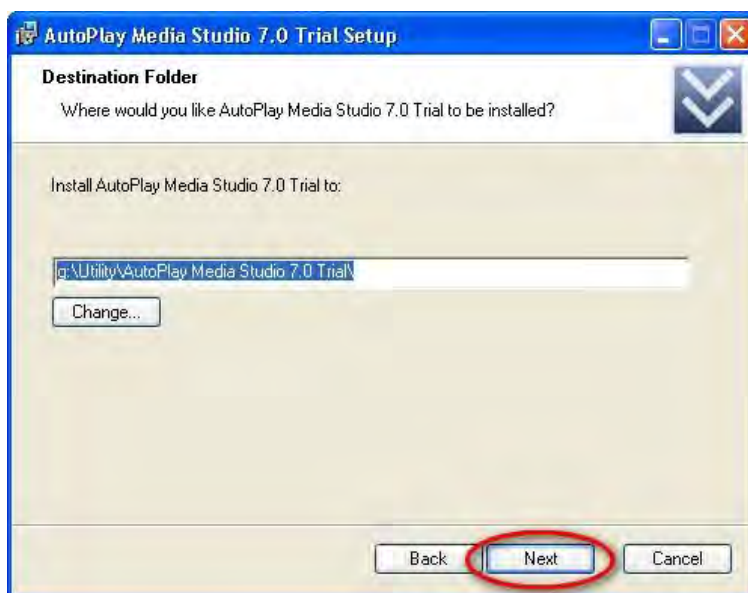 AutoPlay Media Studio 7.0 Trial Setup
Destination Folder
Where would you like AutoPlay Media Studio 7.0 Trial to be installed?
Install AutoPlay Media Studio 7.0 Trial to:
g:\Utility\AutoPlay Media Studio 7.0 Trial\
Change...
Back Next Cancel